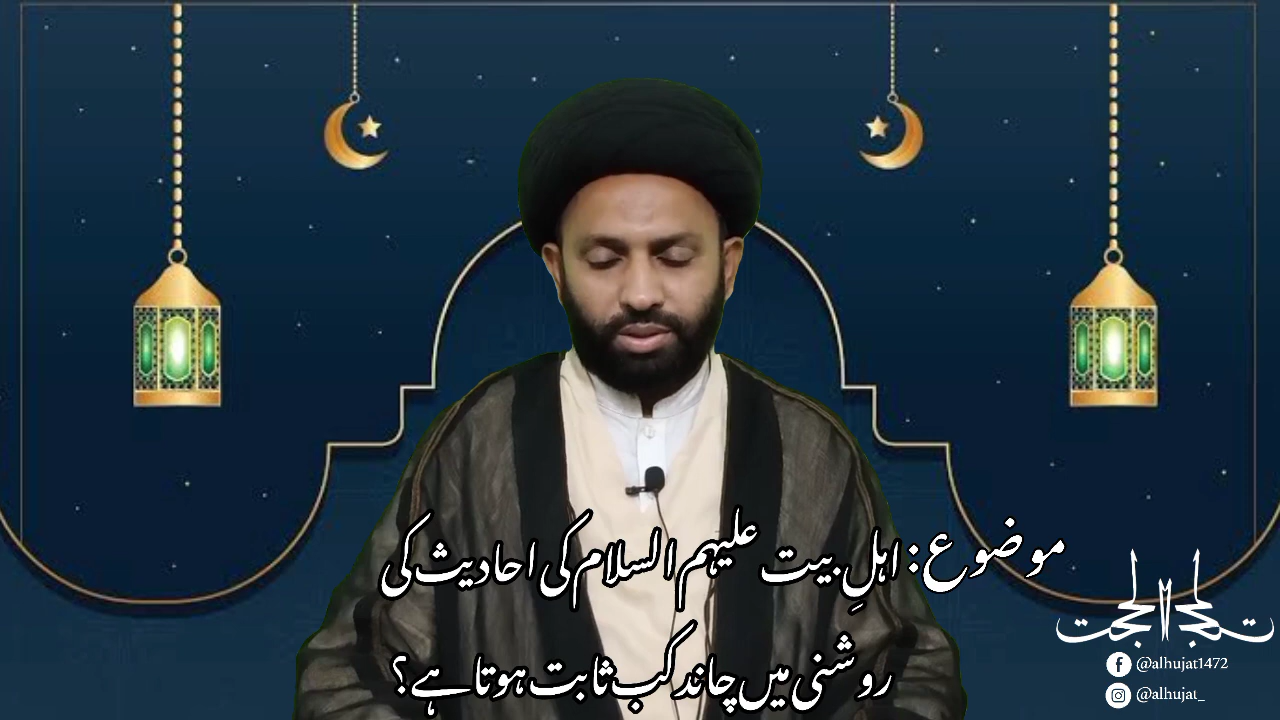 موضوع: اہلِ بیت علیہم السلام کی احادیث کی
روشنی میں چاند کب ثابت ہوتا ہے؟
الحجت
@alhujat1472
@alhujat_